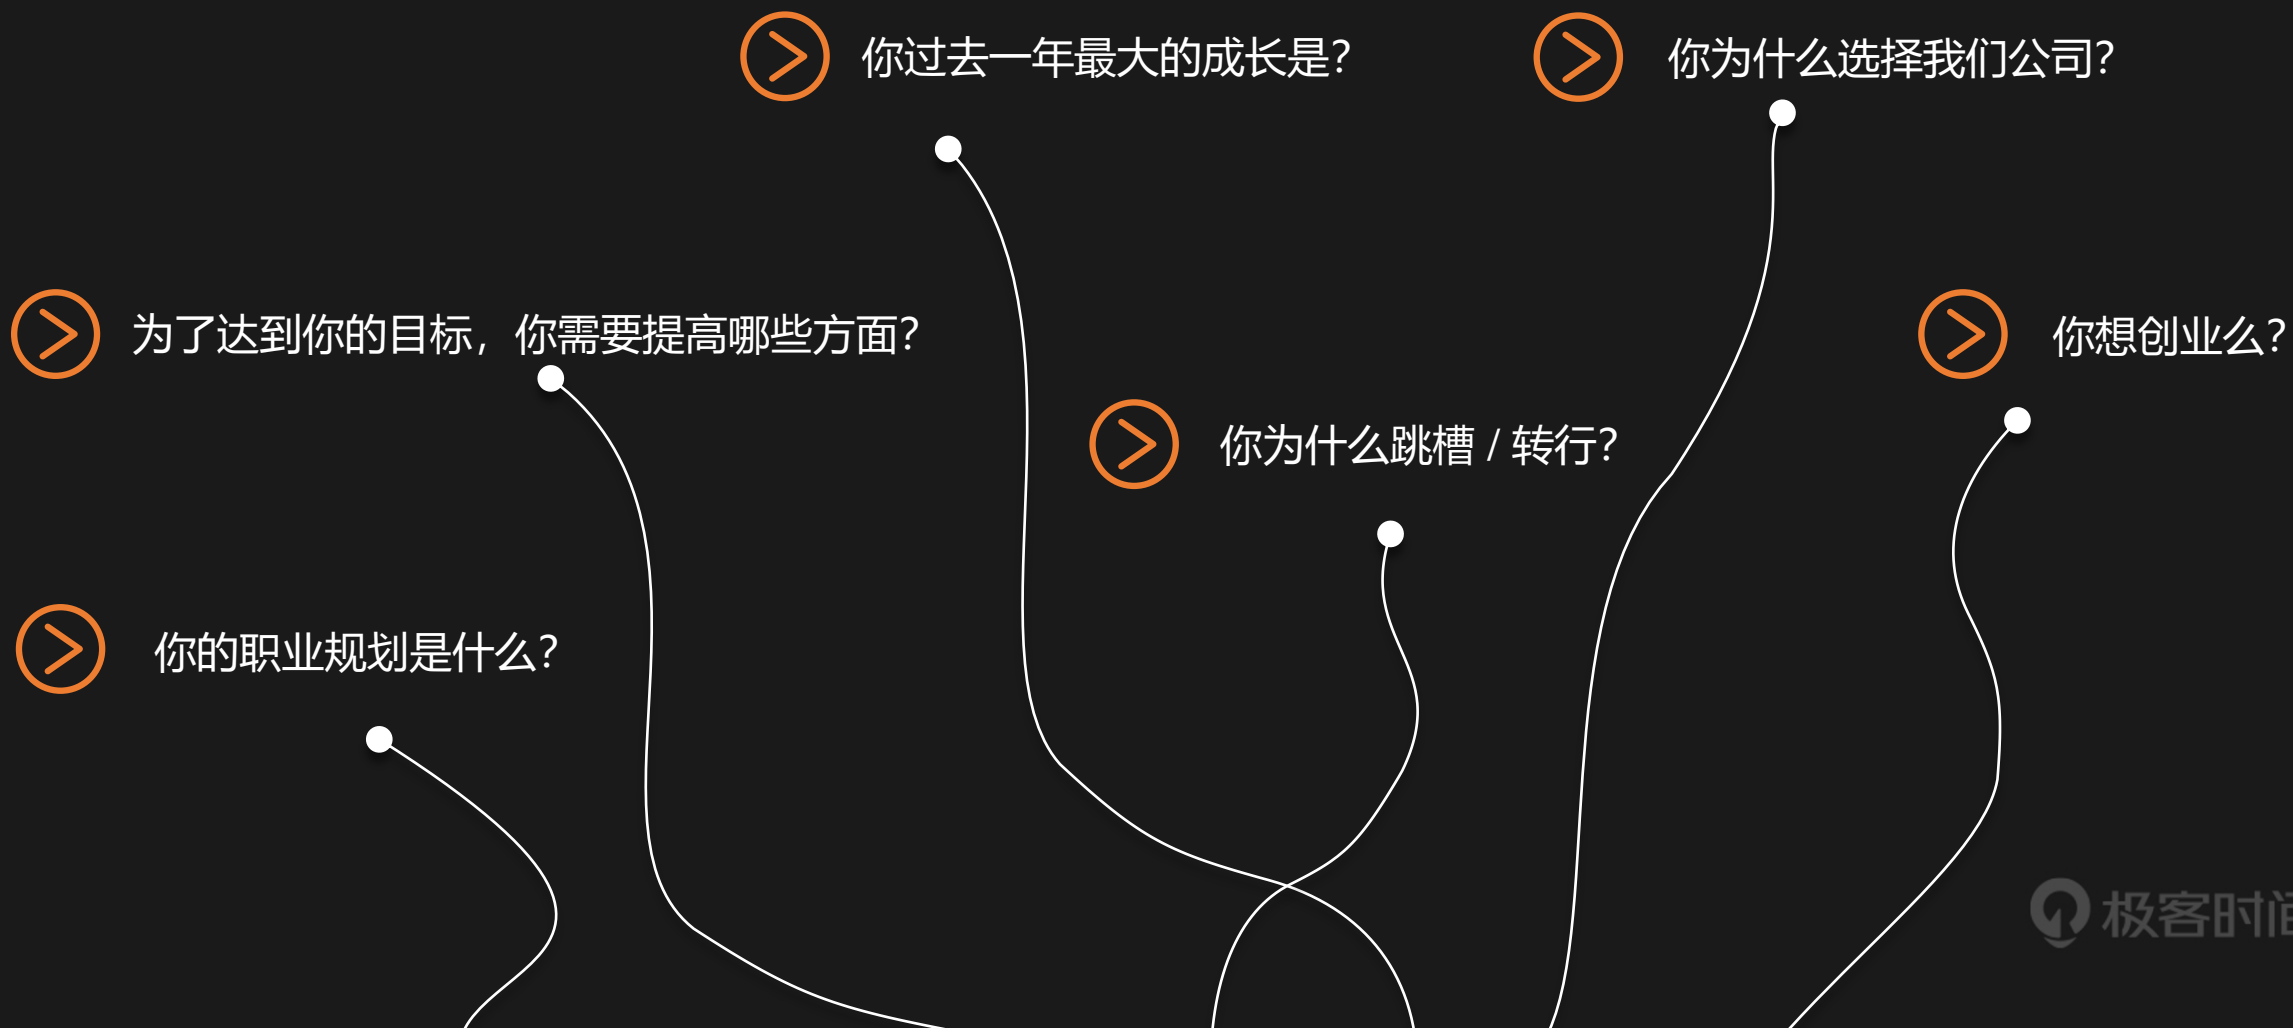 你过去一年最大的成长是？
你为什么选择我们公司？
为了达到你的目标，你需要提高哪些方面？
你想创业么？
你为什么跳槽 / 转行？
你的职业规划是什么？
极客时间